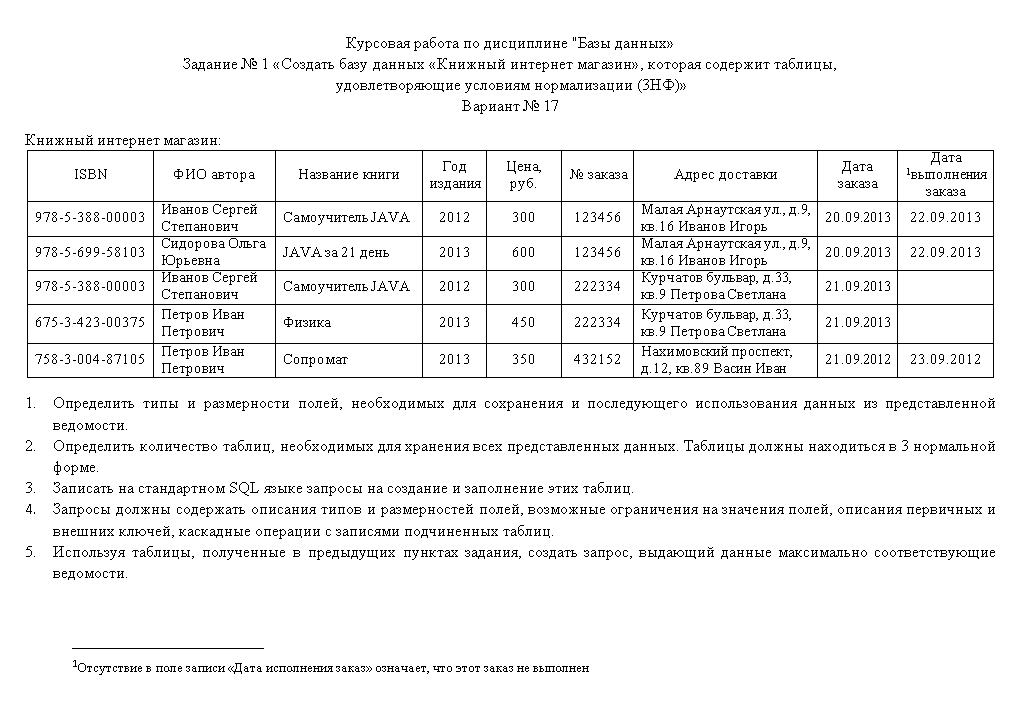 Курсовая работа по дисциплине "Базы данных»
Задание № 1 «Создать базу данных «Книжный интернет магазин», которая содержит таблицы,
удовлетворяющие условиям нормализации (3НФ)»
Вариант № 17
Книжный интернет магазин:
ISBN ФИО автора Название книги Год издания Цена, руб. № заказа Адрес доставки Дата заказа Дата ¹выполнения заказа
978-5-388-00003 Иванов Сергей Степанович Самоучитель JAVA 2012 300 123456 Малая Арнаутская ул., д.9, кв.16 Иванов Игорь 20.09.2013 22.09.2013
978-5-699-58103 Сидорова Ольга Юрьевна JAVA за 21 день 2013 600 123456 Малая Арнаутская ул., д.9, кв.16 Иванов Игорь 20.09.2013 22.09.2013
978-5-388-00003 Иванов Сергей Степанович Самоучитель JAVA 2012 300 222334 Курчатов бульвар, д.33, кв.9 Петрова Светлана 21.09.2013
675-3-423-00375 Петров Иван Петрович Физика 2013 450 222334 Курчатов бульвар, д.33, кв.9 Петрова Светлана 21.09.2013
758-3-004-87105 Петров Иван Петрович Сопромат 2013 350 432152 Нахимовский проспект, д.12, кв.89 Васин Иван 21.09.2012 23.09.2012
1. Определить типы и размерности полей, необходимых для сохранения и последующего использования данных из представленной
ведомости.
2. Определить количество таблиц, необходимых для хранения всех представленных данных. Таблицы должны находиться в 3 нормальной
форме.
3. Записать на стандартном SQL языке запросы на создание и заполнение этих таблиц.
4. Запросы должны содержать описания типов и размерностей полей, возможные ограничения на значения полей, описания первичных и
внешних ключей, каскадные операции с записями подчиненных таблиц.
5. Используя таблицы, полученные в предыдущих пунктах задания, создать запрос, выдающий данные максимально соответствующие
ведомости.
¹Отсутствие в поле записи «Дата исполнения заказ» означает, что этот заказ не выполнен